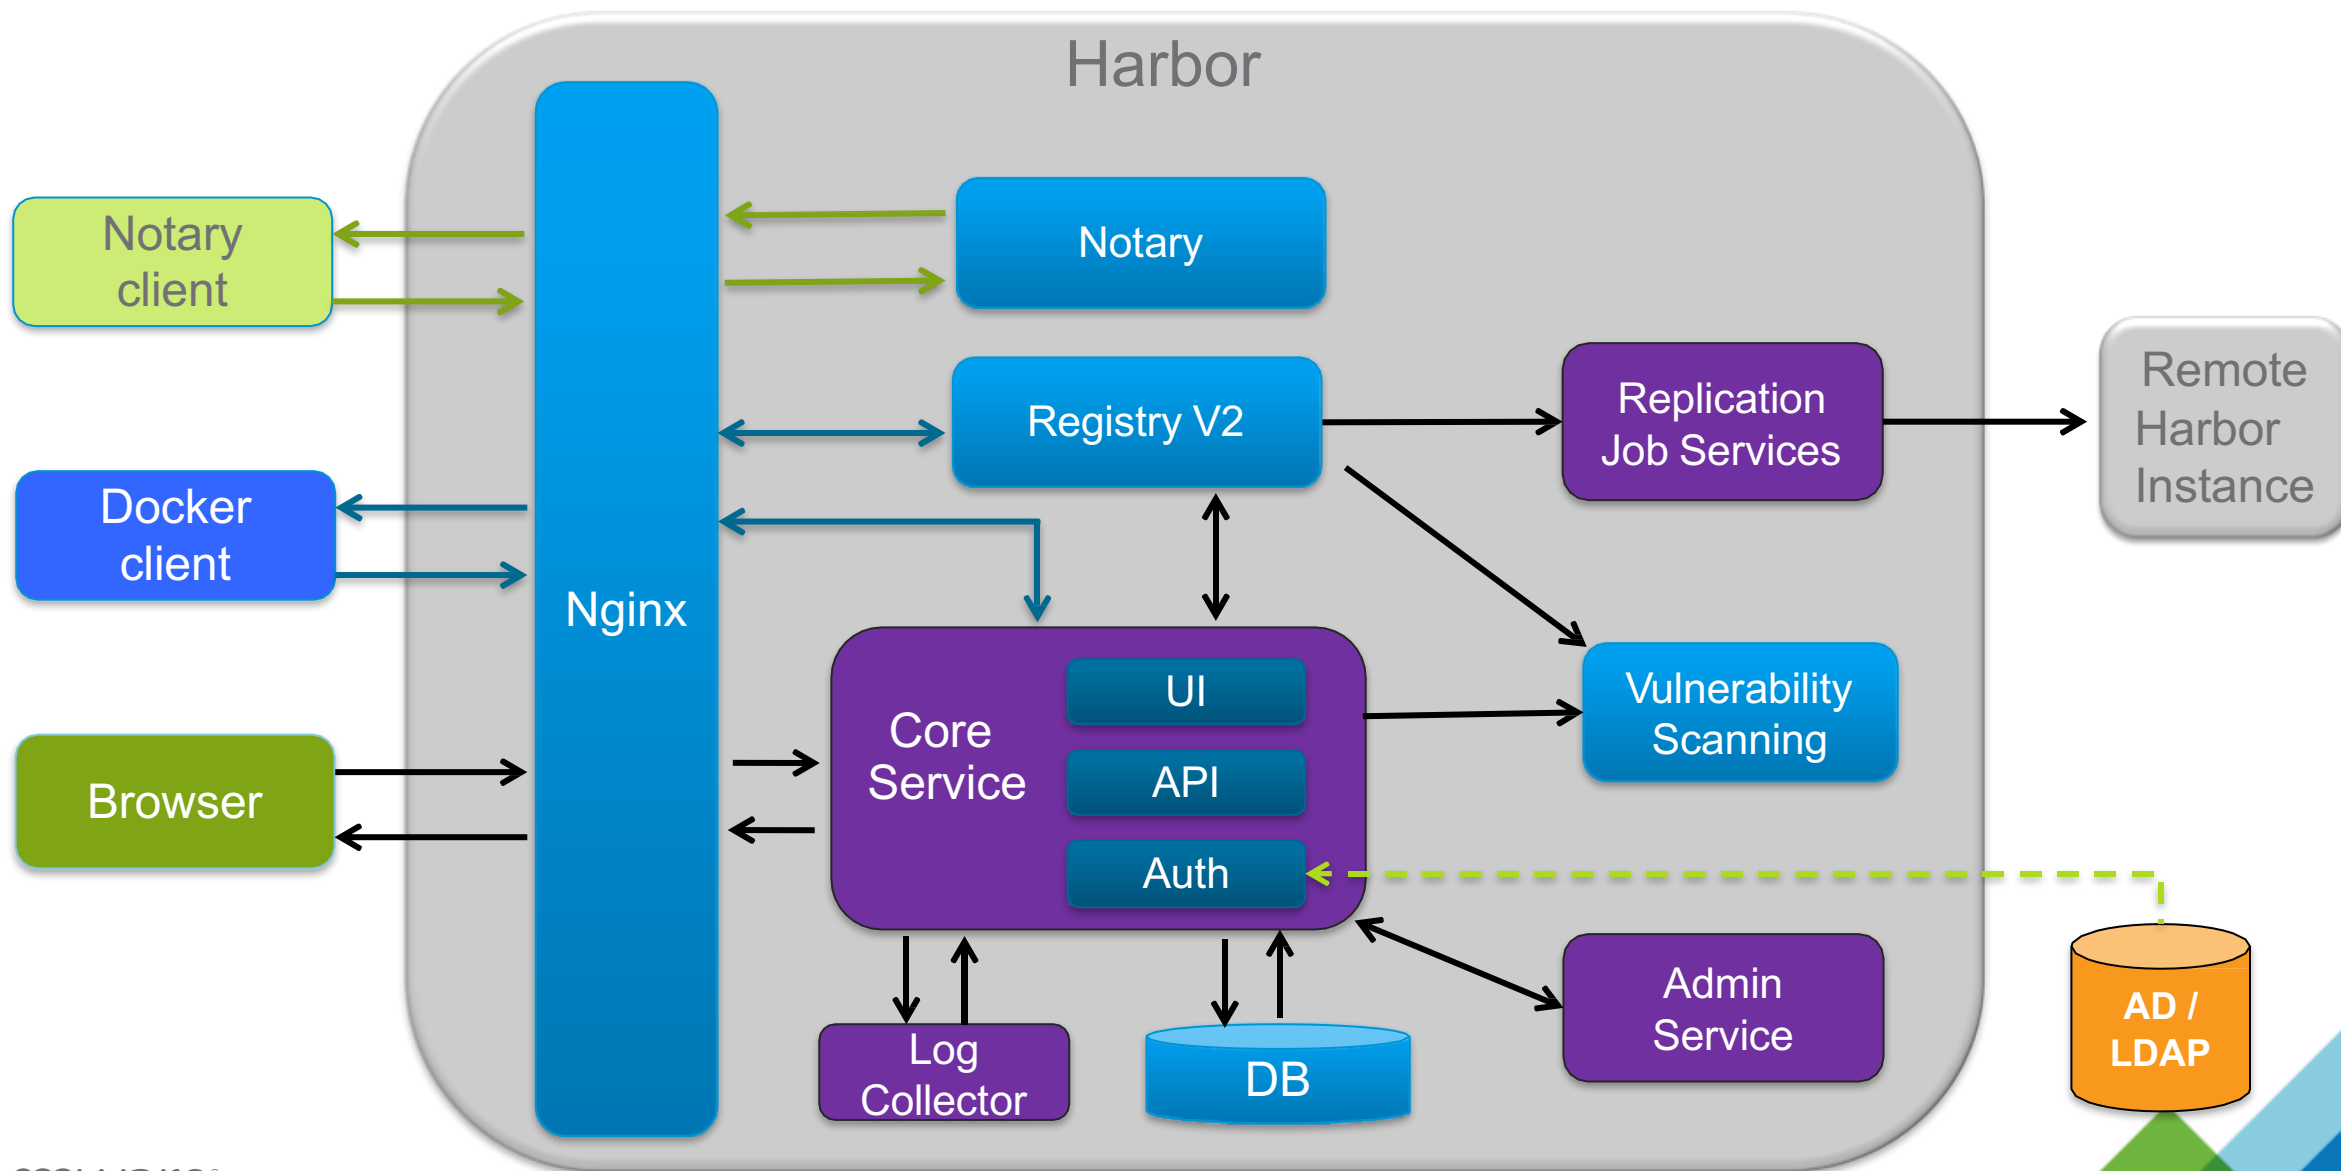 Harbor
Notary
client
Notary
Registry V2
Replication
Job Services
Remote
Harbor
Instance
Docker
client
Nginx
UI
Core
Service
API
Auth
Vulnerability
Scanning
Browser
Admin
Service
AD /
LDAP
Log
Collector
DB